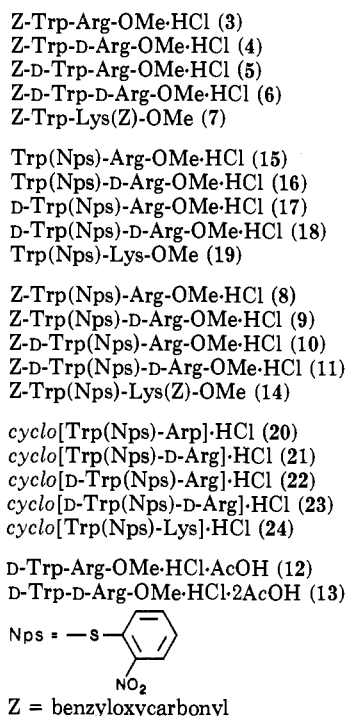 Z-Trp-Arg-OMe·HCl (3)
Z-Trp-D-Arg-OMe·HCl (4)
Z-D-Trp-Arg-OMe·HCl (5)
Z-D-Trp-D-Arg-OMe·HCl (6)
Z-Trp-Lys(Z)-OMe (7)
Trp(Nps)-Arg-OMe·HCl (15)
Trp(Nps)-D-Arg-OMe·HCl (16)
D-Trp(Nps)-Arg-OMe·HCl (17)
D-Trp(Nps)-D-Arg-OMe·HCl (18)
Trp(Nps)-Lys-OMe (19)
Z-Trp(Nps)-Arg-OMe·HCl (8)
Z-Trp(Nps)-D-Arg-OMe·HCl (9)
Z-D-Trp(Nps)-Arg-OMe·HCl (10)
Z-D-Trp(Nps)-D-Arg-OMe·HCl (11)
Z-Trp(Nps)-Lys(Z)-OMe (14)
cyclo[Trp(Nps)-Arp]·HCl (20)
cyclo[Trp(Nps)-D-Arg]·HCl (21)
cyclo[D-Trp(Nps)-Arg]·HCl (22)
cyclo[D-Trp(Nps)-D-Arg]·HCl (23)
cyclo[Trp(Nps)-Lys]·HCl (24)
D-Trp-Arg-OMe·HCl·AcOH (12)
D-Trp-D-Arg-OMe·HCl·2AcOH (13)
Nps = —S
NO2
Z = benzyloxycarbonyl